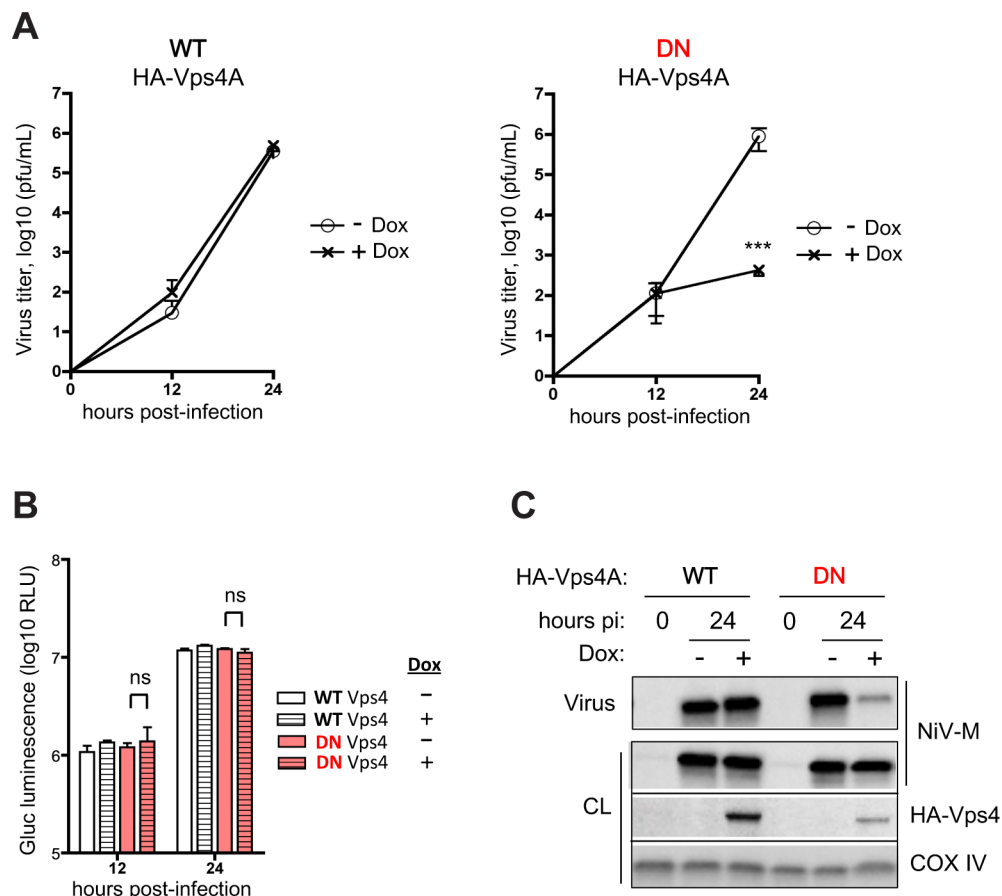 A
WT
HA-Vps4A
Virus titer, log10 (pfu/mL)
7
6
5
4
3
2
1
0
0 12 24
hours post-infection
- Dox
+ Dox
DN
HA-Vps4A
Virus titer, log10 (pfu/mL)
7
6
5
4
3
2
1
0
0 12 24
hours post-infection
***
- Dox
+ Dox
B
Gluc luminescence (log10 RLU)
8
7
6
5
ns
ns
12 24
hours post-infection
Dox
WT Vps4 –
WT Vps4 +
DN Vps4 –
DN Vps4 +
C
HA-Vps4A: WT DN
hours pi: 0 24 0 24
Dox: - + - +
Virus
NiV-M
CL
HA-Vps4
COX IV